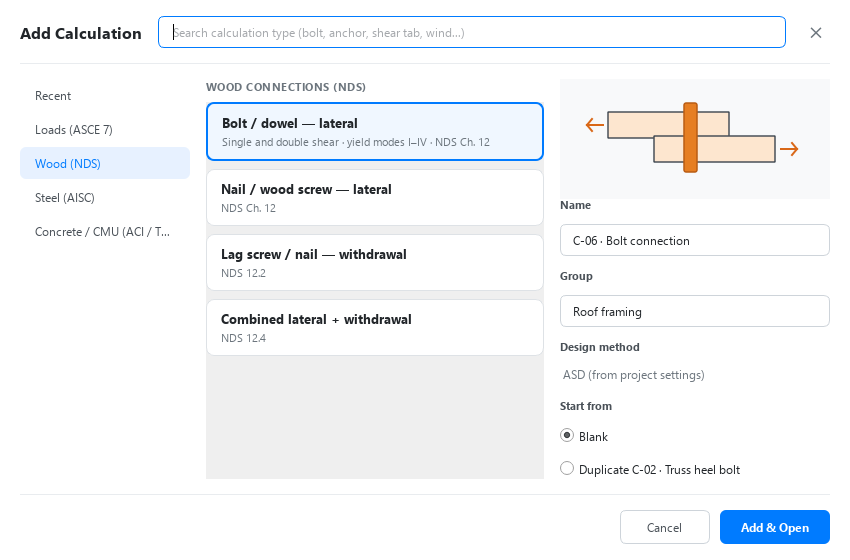 Add Calculation
Search calculation type (bolt, anchor, shear tab, wind...)
Recent
Loads (ASCE 7)
Wood (NDS)
Steel (AISC)
Concrete / CMU (ACI / T...
WOOD CONNECTIONS (NDS)
Bolt / dowel — lateral
Single and double shear · yield modes I–IV · NDS Ch. 12
Nail / wood screw — lateral
NDS Ch. 12
Lag screw / nail — withdrawal
NDS 12.2
Combined lateral + withdrawal
NDS 12.4
Name
C-06 · Bolt connection
Group
Roof framing
Design method
ASD (from project settings)
Start from
Blank
Duplicate C-02 · Truss heel bolt
Cancel
Add & Open